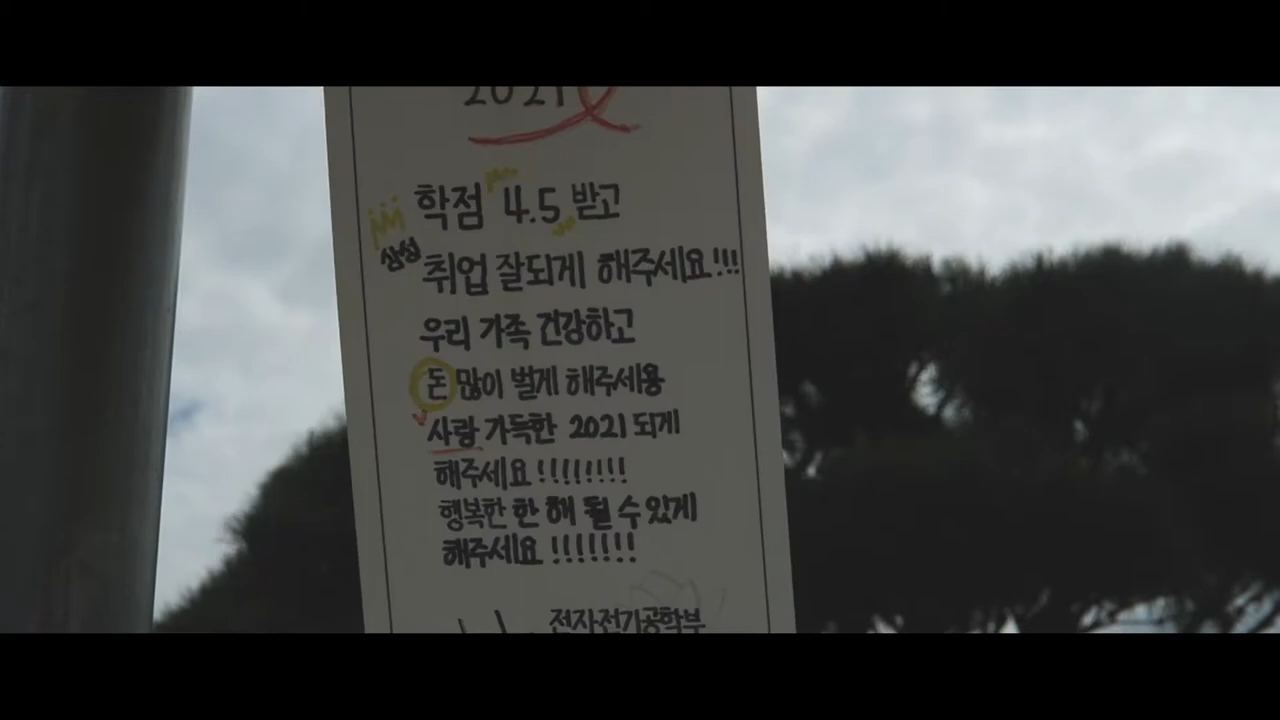 2021
학점 4.5 받고
삼성 취업 잘되게 해주세요!!!
우리 가족 건강하고
돈 많이 벌게 해주세용
사랑 가득한 2021 되게
해주세요!!!!!!!!
행복한 한 해 될 수 있게
해주세요!!!!!!!
전자전기공학부